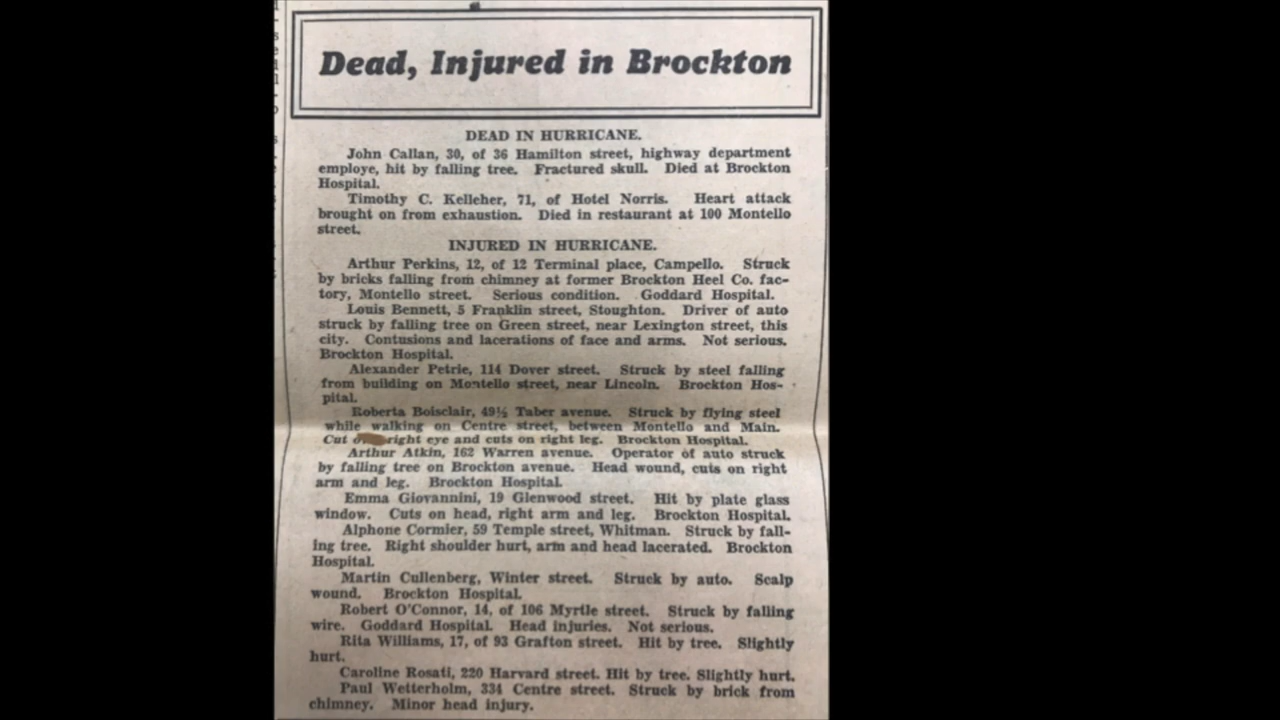 Dead, Injured in Brockton
DEAD IN HURRICANE.
John Callan, 30, of 36 Hamilton street, highway department
employe, hit by falling tree. Fractured skull. Died at Brockton
Hospital.
Timothy C. Kelleher, 71, of Hotel Norris. Heart attack
brought on from exhaustion. Died in restaurant at 100 Montello
street.
INJURED IN HURRICANE.
Arthur Perkins, 12, of 12 Terminal place, Campello. Struck
by bricks falling from chimney at former Brockton Heel Co. fac-
tory, Montello street. Serious condition. Goddard Hospital.
Louis Bennett, 5 Franklin street, Stoughton. Driver of auto
struck by falling tree on Green street, near Lexington street, this
city. Contusions and lacerations of face and arms. Not serious.
Brockton Hospital.
Alexander Petrie, 114 Dover street. Struck by steel falling
from building on Montello street, near Lincoln. Brockton Hos-
pital.
Roberta Boisclair, 49½ Taber avenue. Struck by flying steel
while walking on Centre street, between Montello and Main.
Cut right eye and cuts on right leg. Brockton Hospital.
Arthur Atkin, 162 Warren avenue. Operator of auto struck
by falling tree on Brockton avenue. Head wound, cuts on right
arm and leg. Brockton Hospital.
Emma Giovannini, 19 Glenwood street. Hit by plate glass
window. Cuts on head, right arm and leg. Brockton Hospital.
Alphone Cormier, 59 Temple street, Whitman. Struck by fall-
ing tree. Right shoulder hurt, arm and head lacerated. Brockton
Hospital.
Martin Cullenberg, Winter street. Struck by auto. Scalp
wound. Brockton Hospital.
Robert O'Connor, 14, of 106 Myrtle street. Struck by falling
wire. Goddard Hospital. Head injuries. Not serious.
Rita Williams, 17, of 93 Grafton street. Hit by tree. Slightly
hurt.
Caroline Rosati, 220 Harvard street. Hit by tree. Slightly hurt.
Paul Wetterholm, 334 Centre street. Struck by brick from
chimney. Minor head injury.